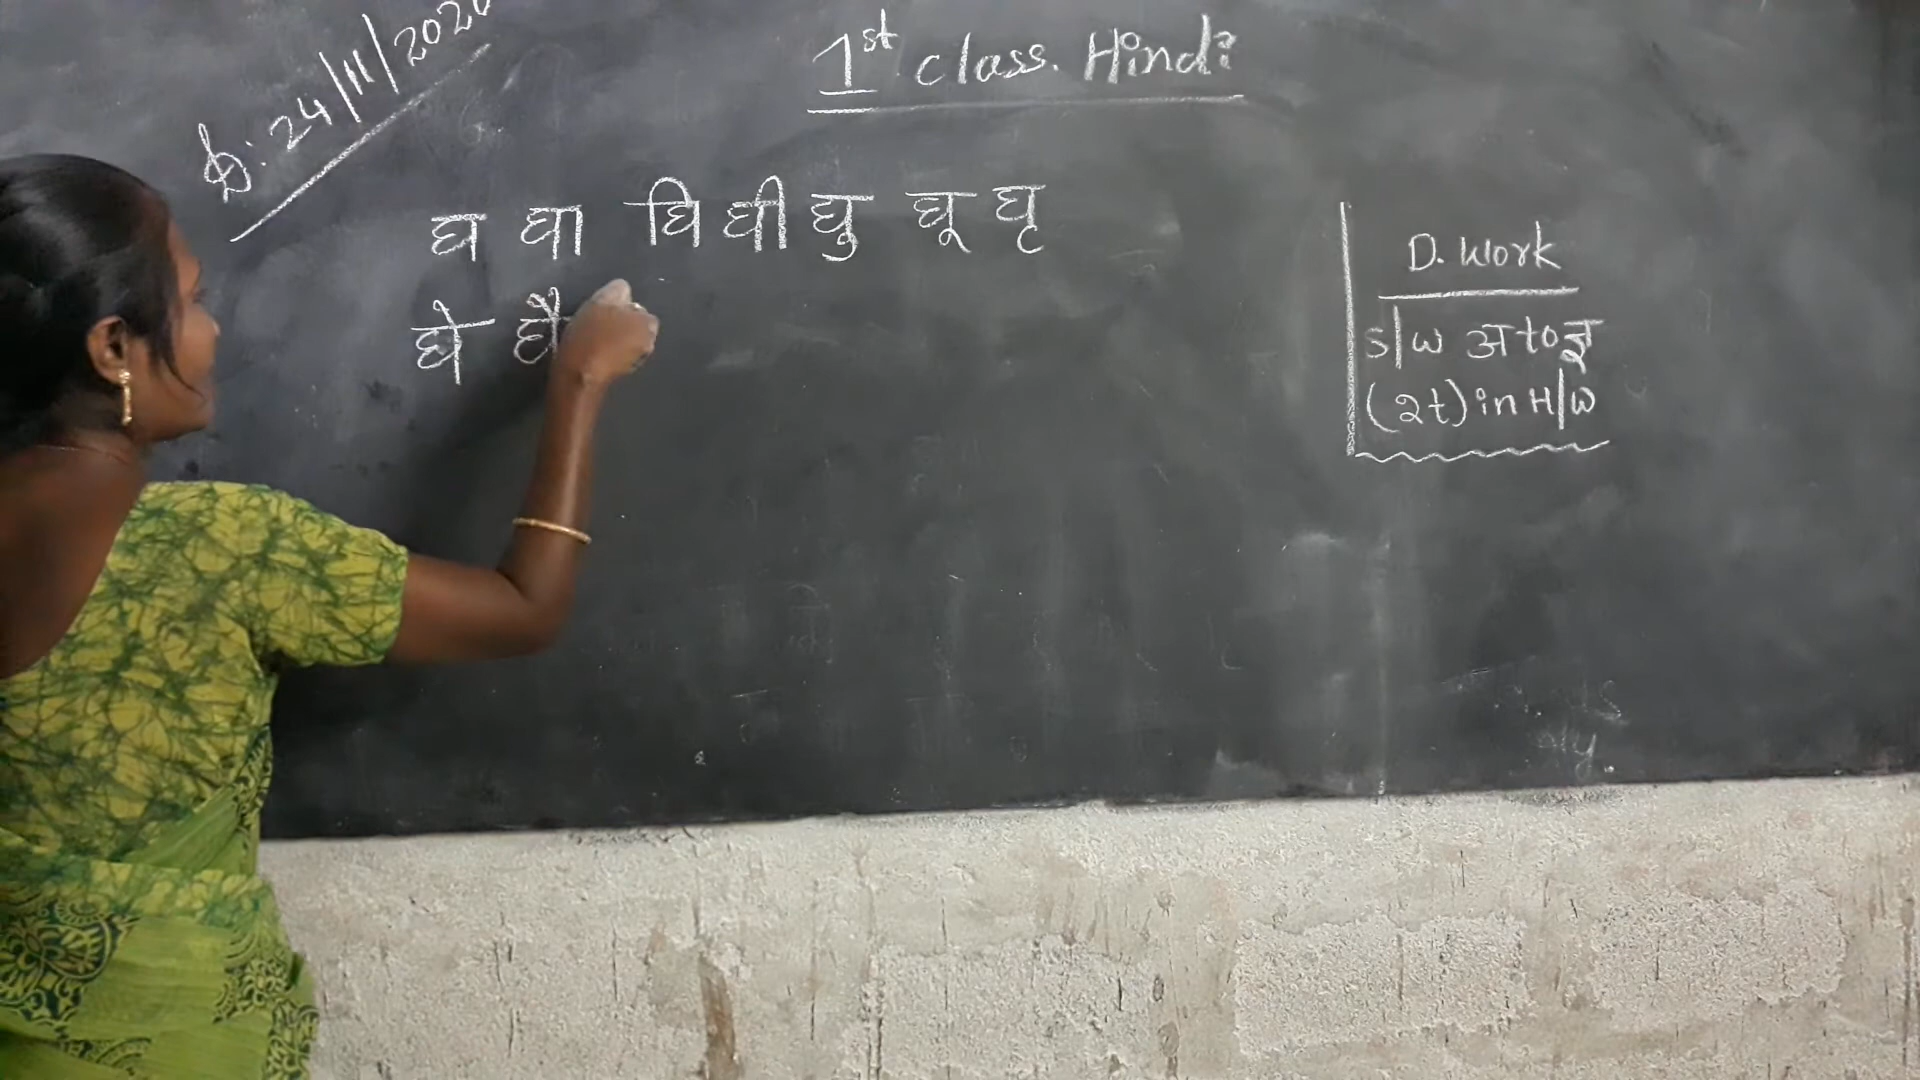 D: 24/11/2020
1st class. Hindi
घ घा घि घी घु घू घृ
घे घै
D. Work
S/w अ to ज्ञ
(2t) in H/W